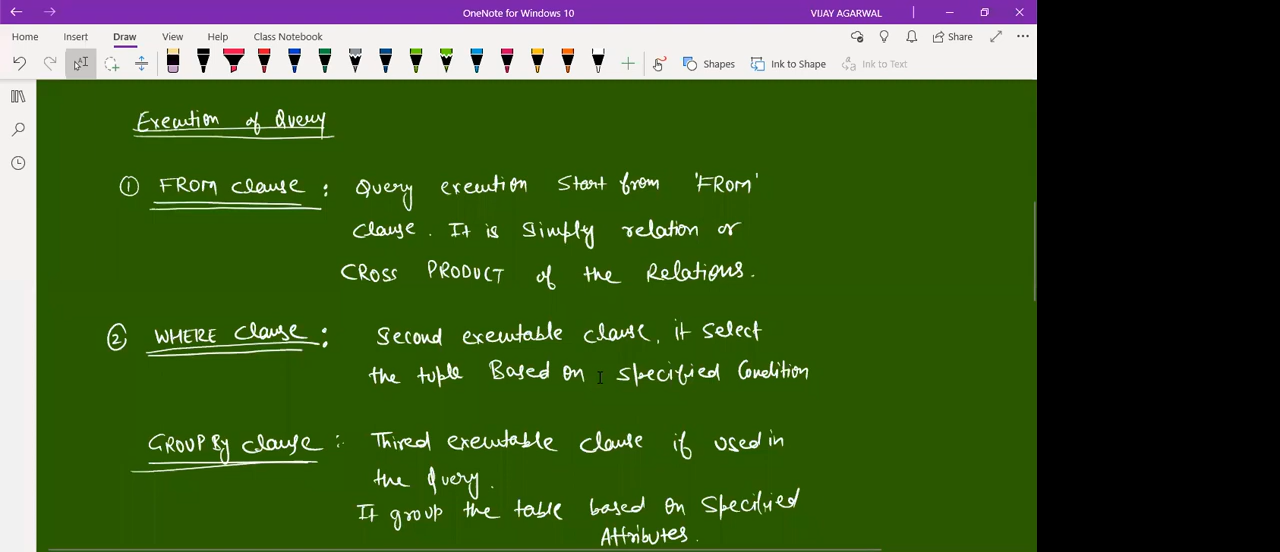 OneNote for Windows 10
VIJAY AGARWAL
Home Insert Draw View Help Class Notebook
Share
Shapes Ink to Shape Ink to Text
Execution of Query
① FROM Clause : Query execution Start from 'FROM'
Clause. It is simply relation or
CROSS PRODUCT of the Relations.
② WHERE Clause : Second executable clause, it select
the tuple Based on Specified Condition
GROUP By Clause : Thired executable clause if used in
the Query.
It group the table based on Specified
Attributes.